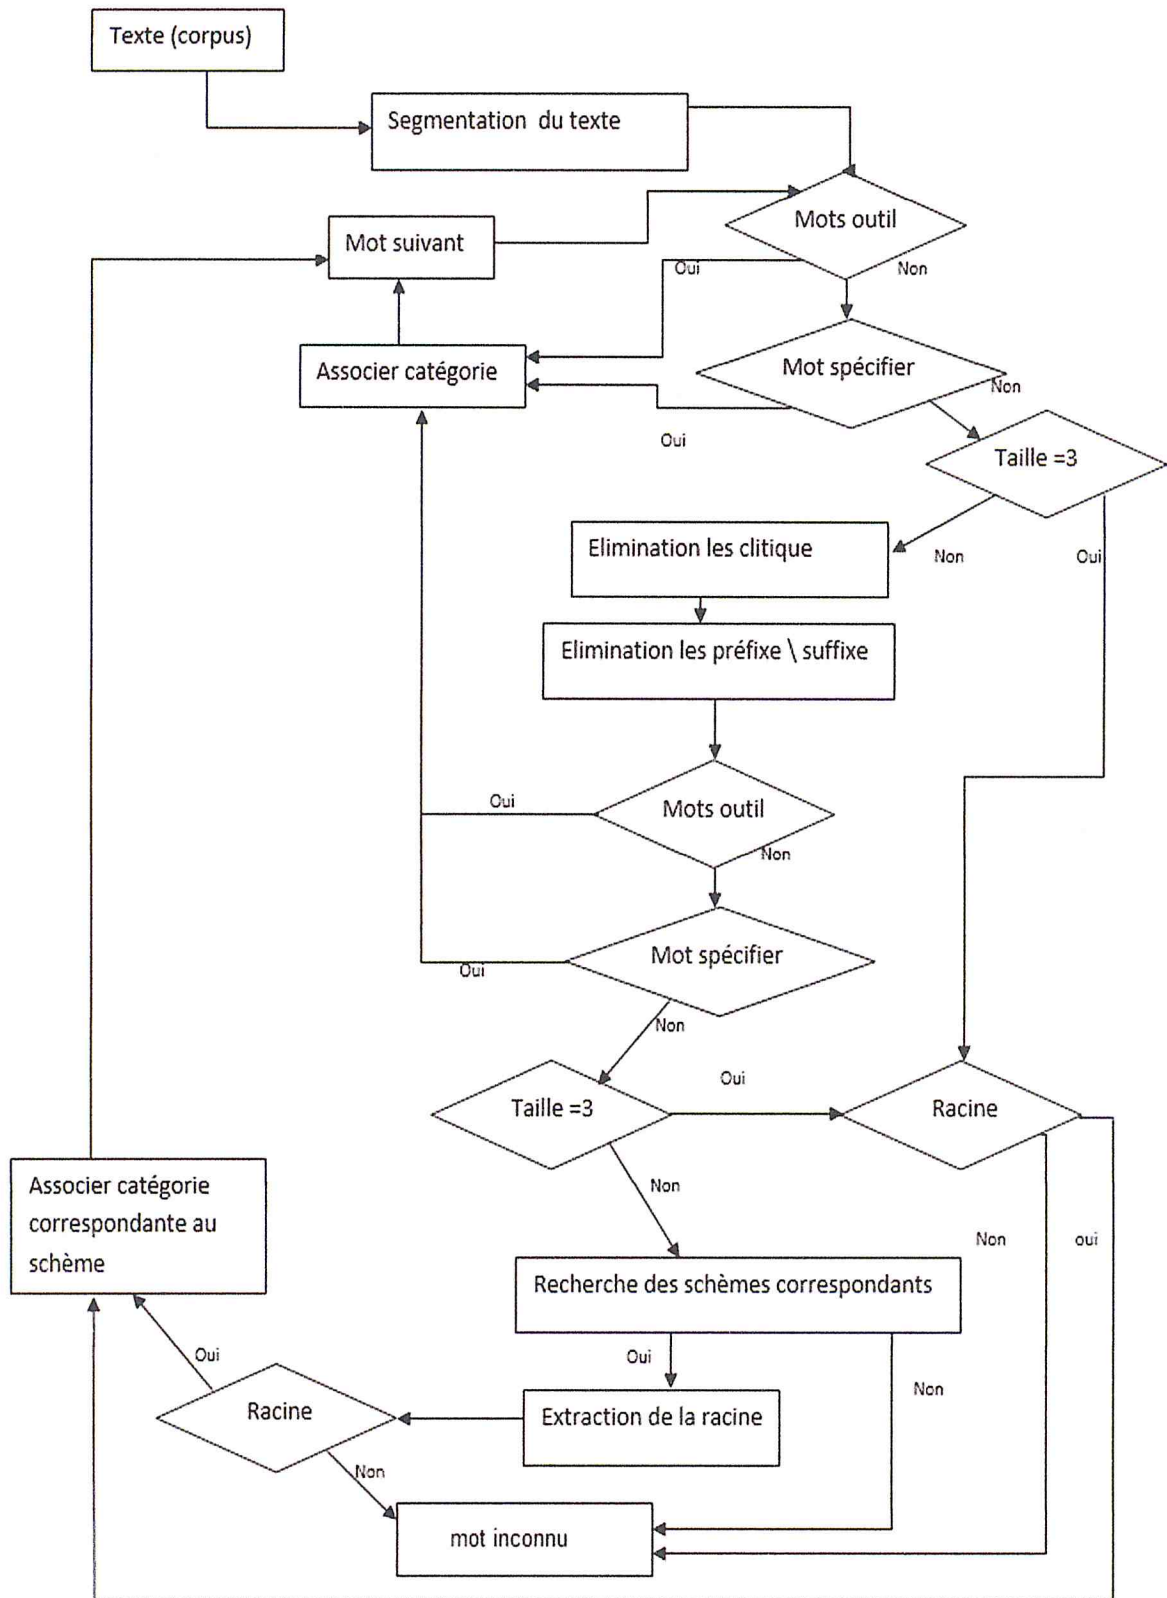 Texte (corpus)
Segmentation du texte
Mots outil
Mot suivant
Oui
Non
Mot spécifier
Associer catégorie
Non
Oui
Taille =3
Elimination les clitique
Non
Oui
Elimination les préfixe \ suffixe
Oui
Mots outil
Non
Mot spécifier
Oui
Non
Oui
Taille =3
Racine
Non
Associer catégorie
correspondante au
schème
Non
oui
Recherche des schèmes correspondants
Oui
Oui
Non
Racine
Extraction de la racine
Non
mot inconnu